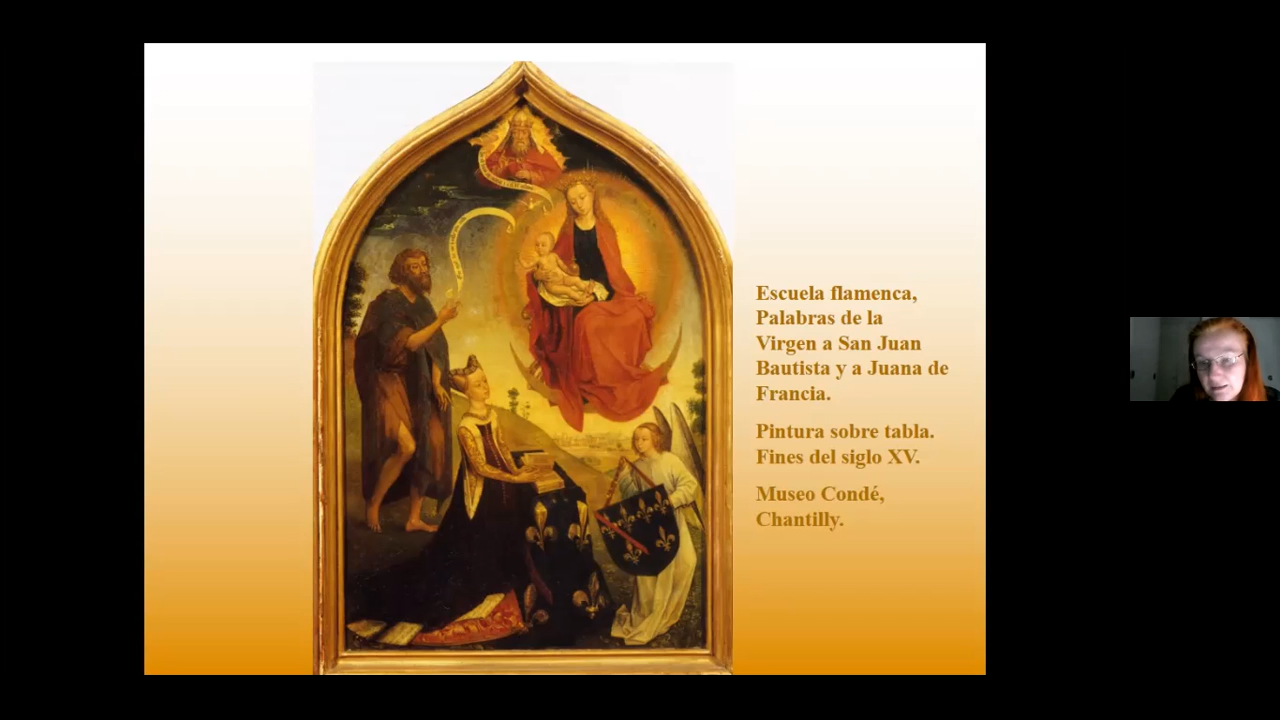 Escuela flamenca,
Palabras de la
Virgen a San Juan
Bautista y a Juana de
Francia.
Pintura sobre tabla.
Fines del siglo XV.
Museo Condé,
Chantilly.